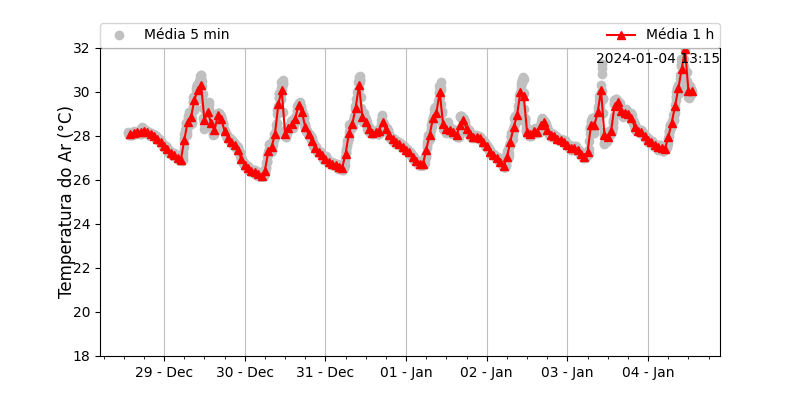 Média 5 min
Média 1 h
2024-01-04 13:15
Temperatura do Ar (°C)
32
30
28
26
24
22
20
18
29 - Dec
30 - Dec
31 - Dec
01 - Jan
02 - Jan
03 - Jan
04 - Jan